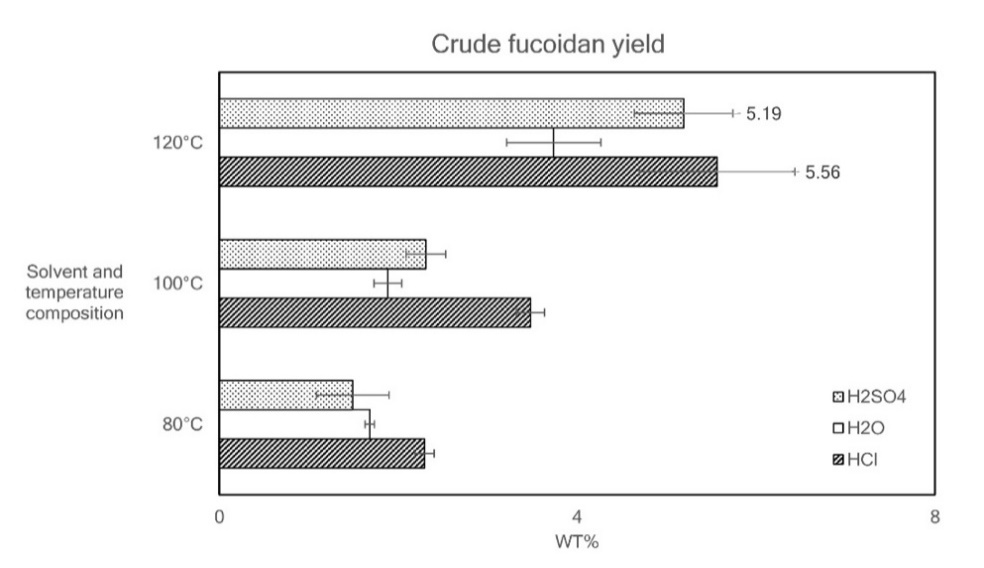 Crude fucoidan yield
5.19
120°C
5.56
Solvent and
temperature
composition
100°C
80°C
H2SO4
H2O
HCl
0 4 8
WT%